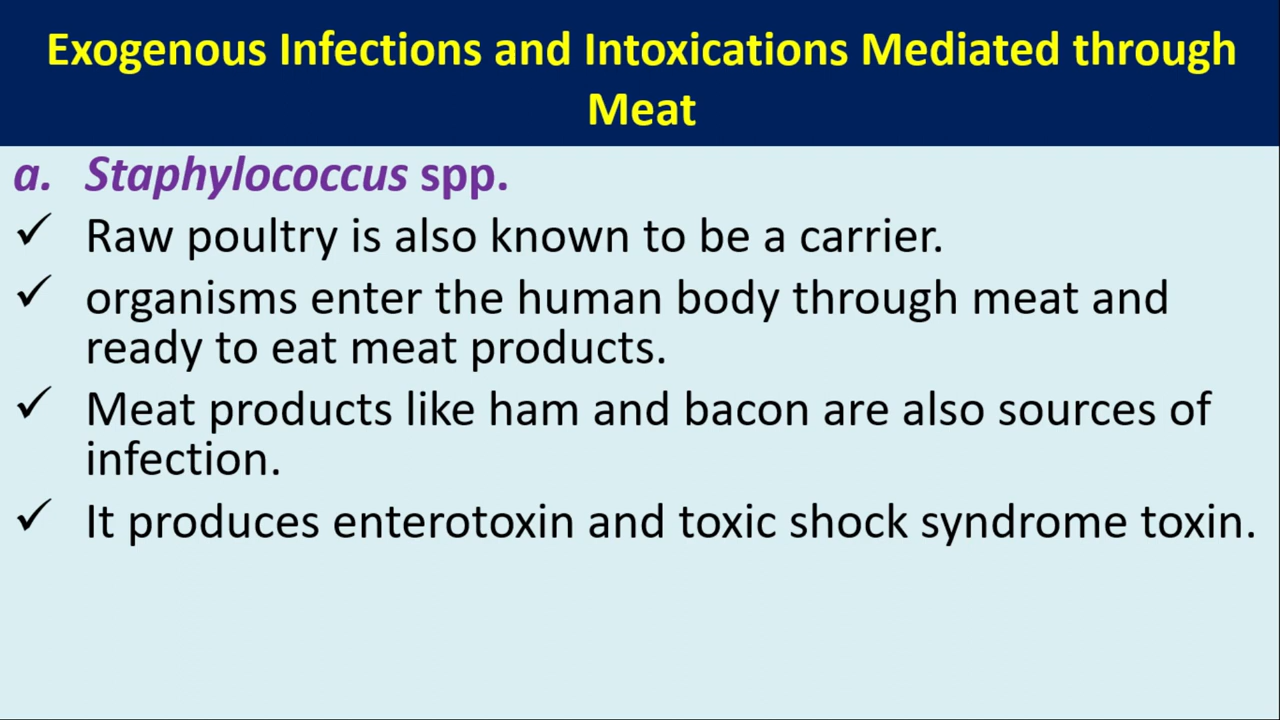 Exogenous Infections and Intoxications Mediated through
Meat
a. Staphylococcus spp.
✓ Raw poultry is also known to be a carrier.
✓ organisms enter the human body through meat and
ready to eat meat products.
✓ Meat products like ham and bacon are also sources of
infection.
✓ It produces enterotoxin and toxic shock syndrome toxin.